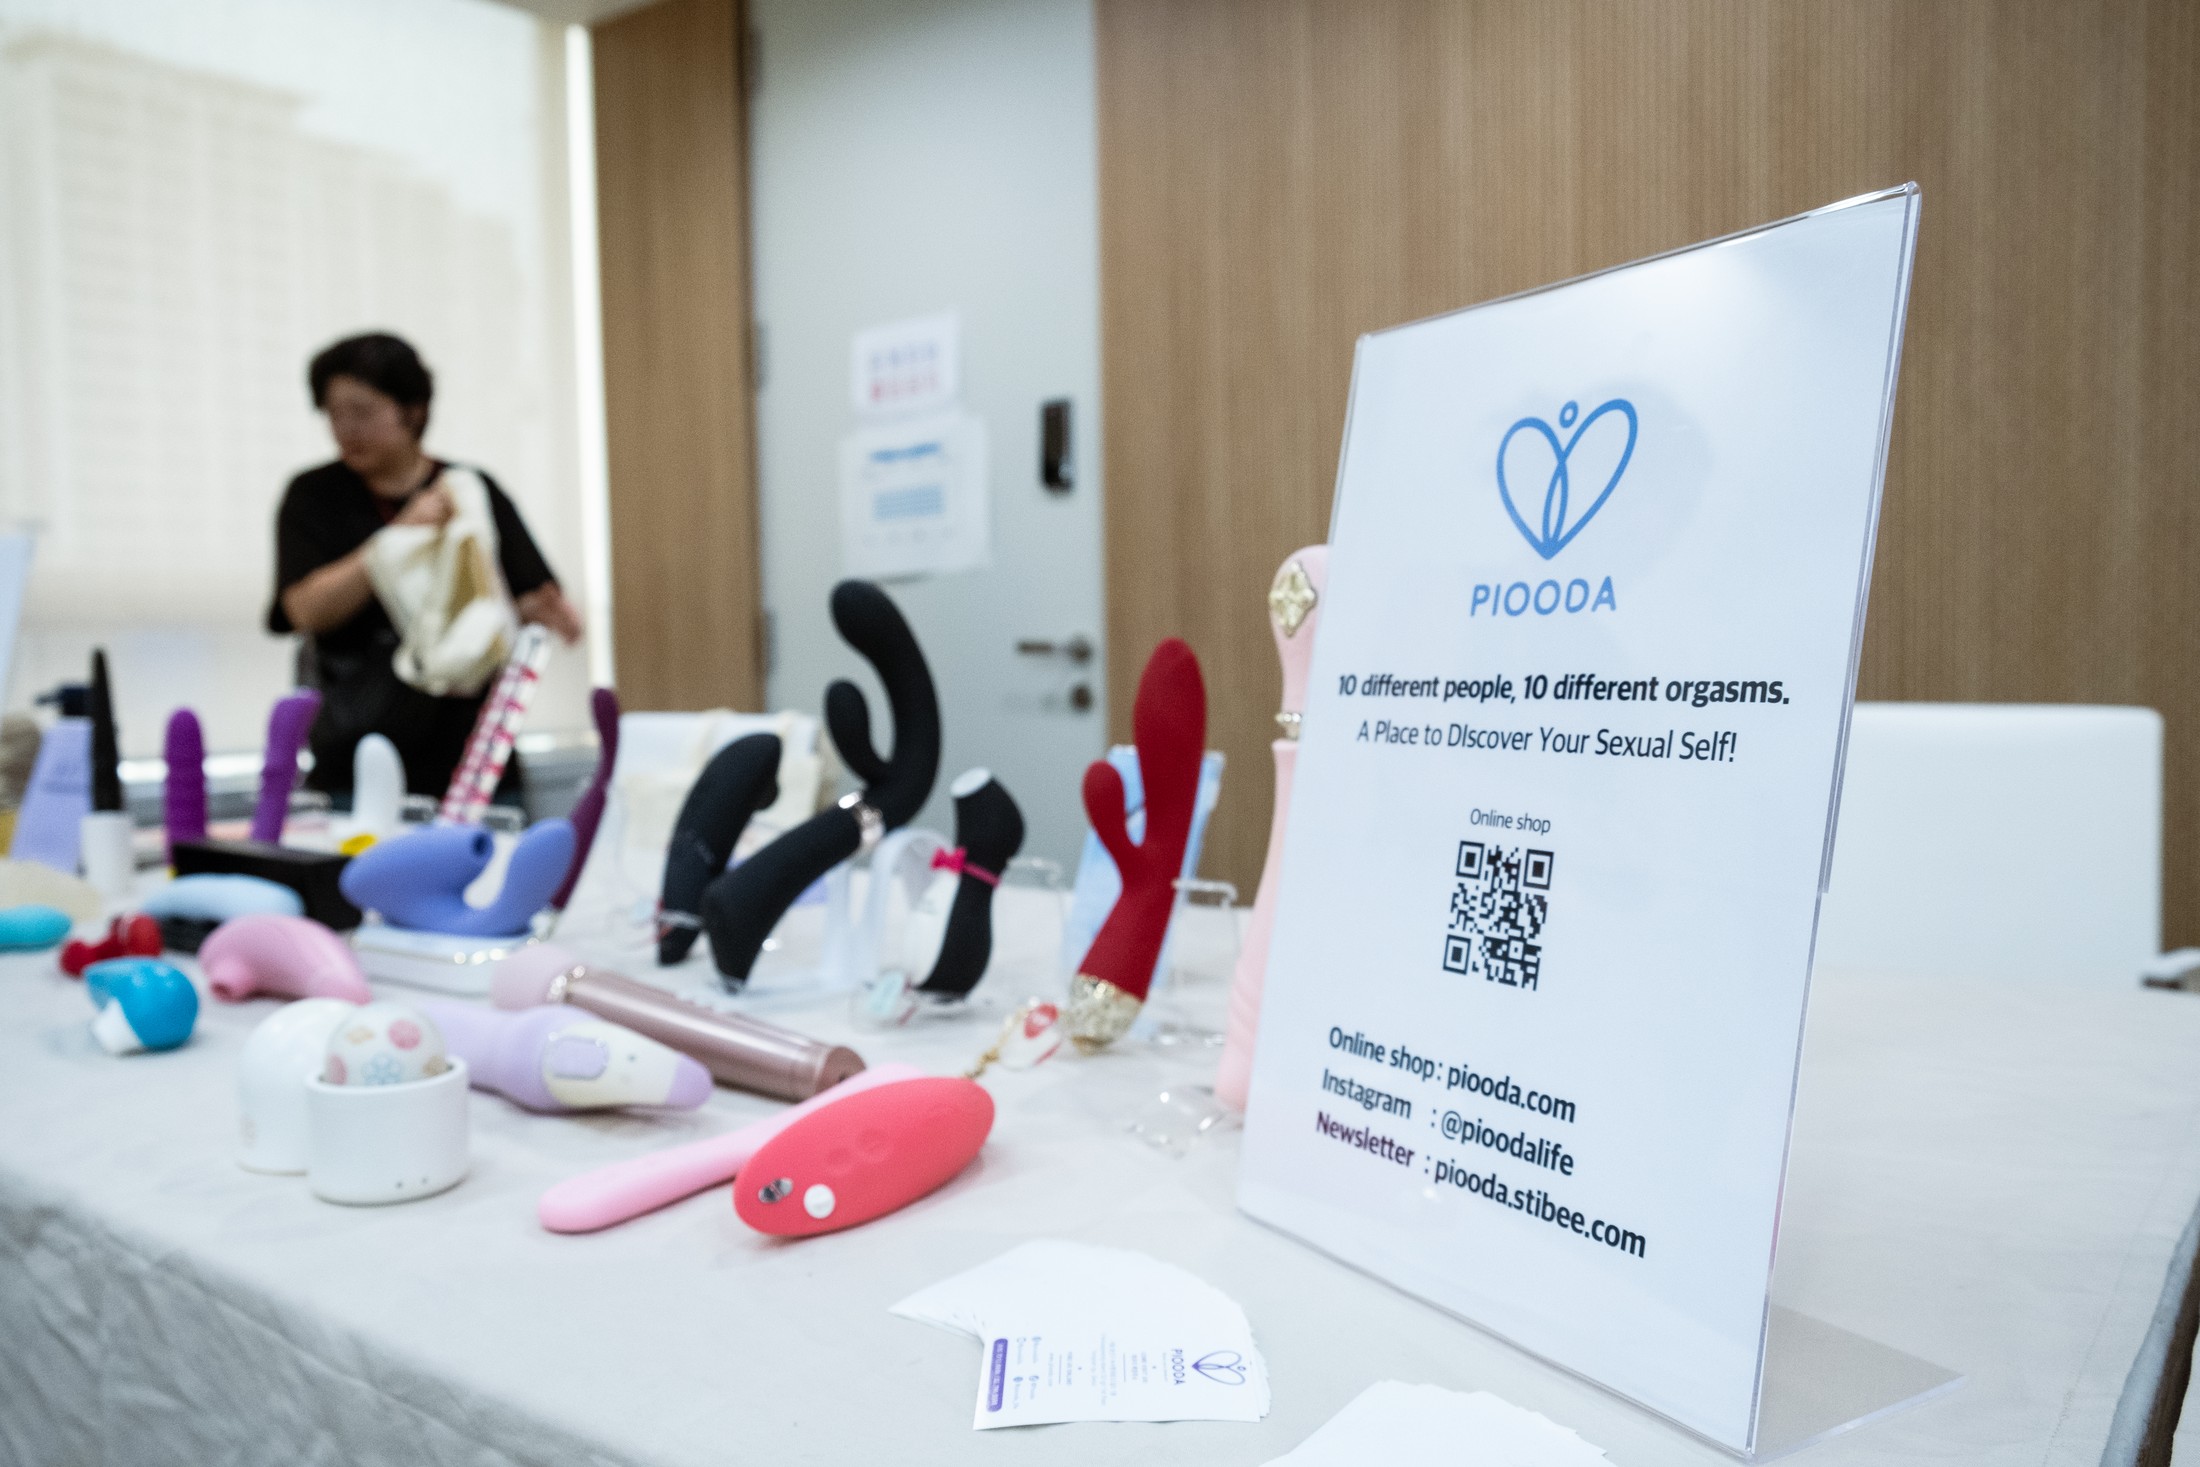 PIOODA
10 different people, 10 different orgasms.
A Place to DIscover Your Sexual Self!
Online shop
Online shop : piooda.com
Instagram : @pioodalife
Newsletter : piooda.stibee.com
PIOODA